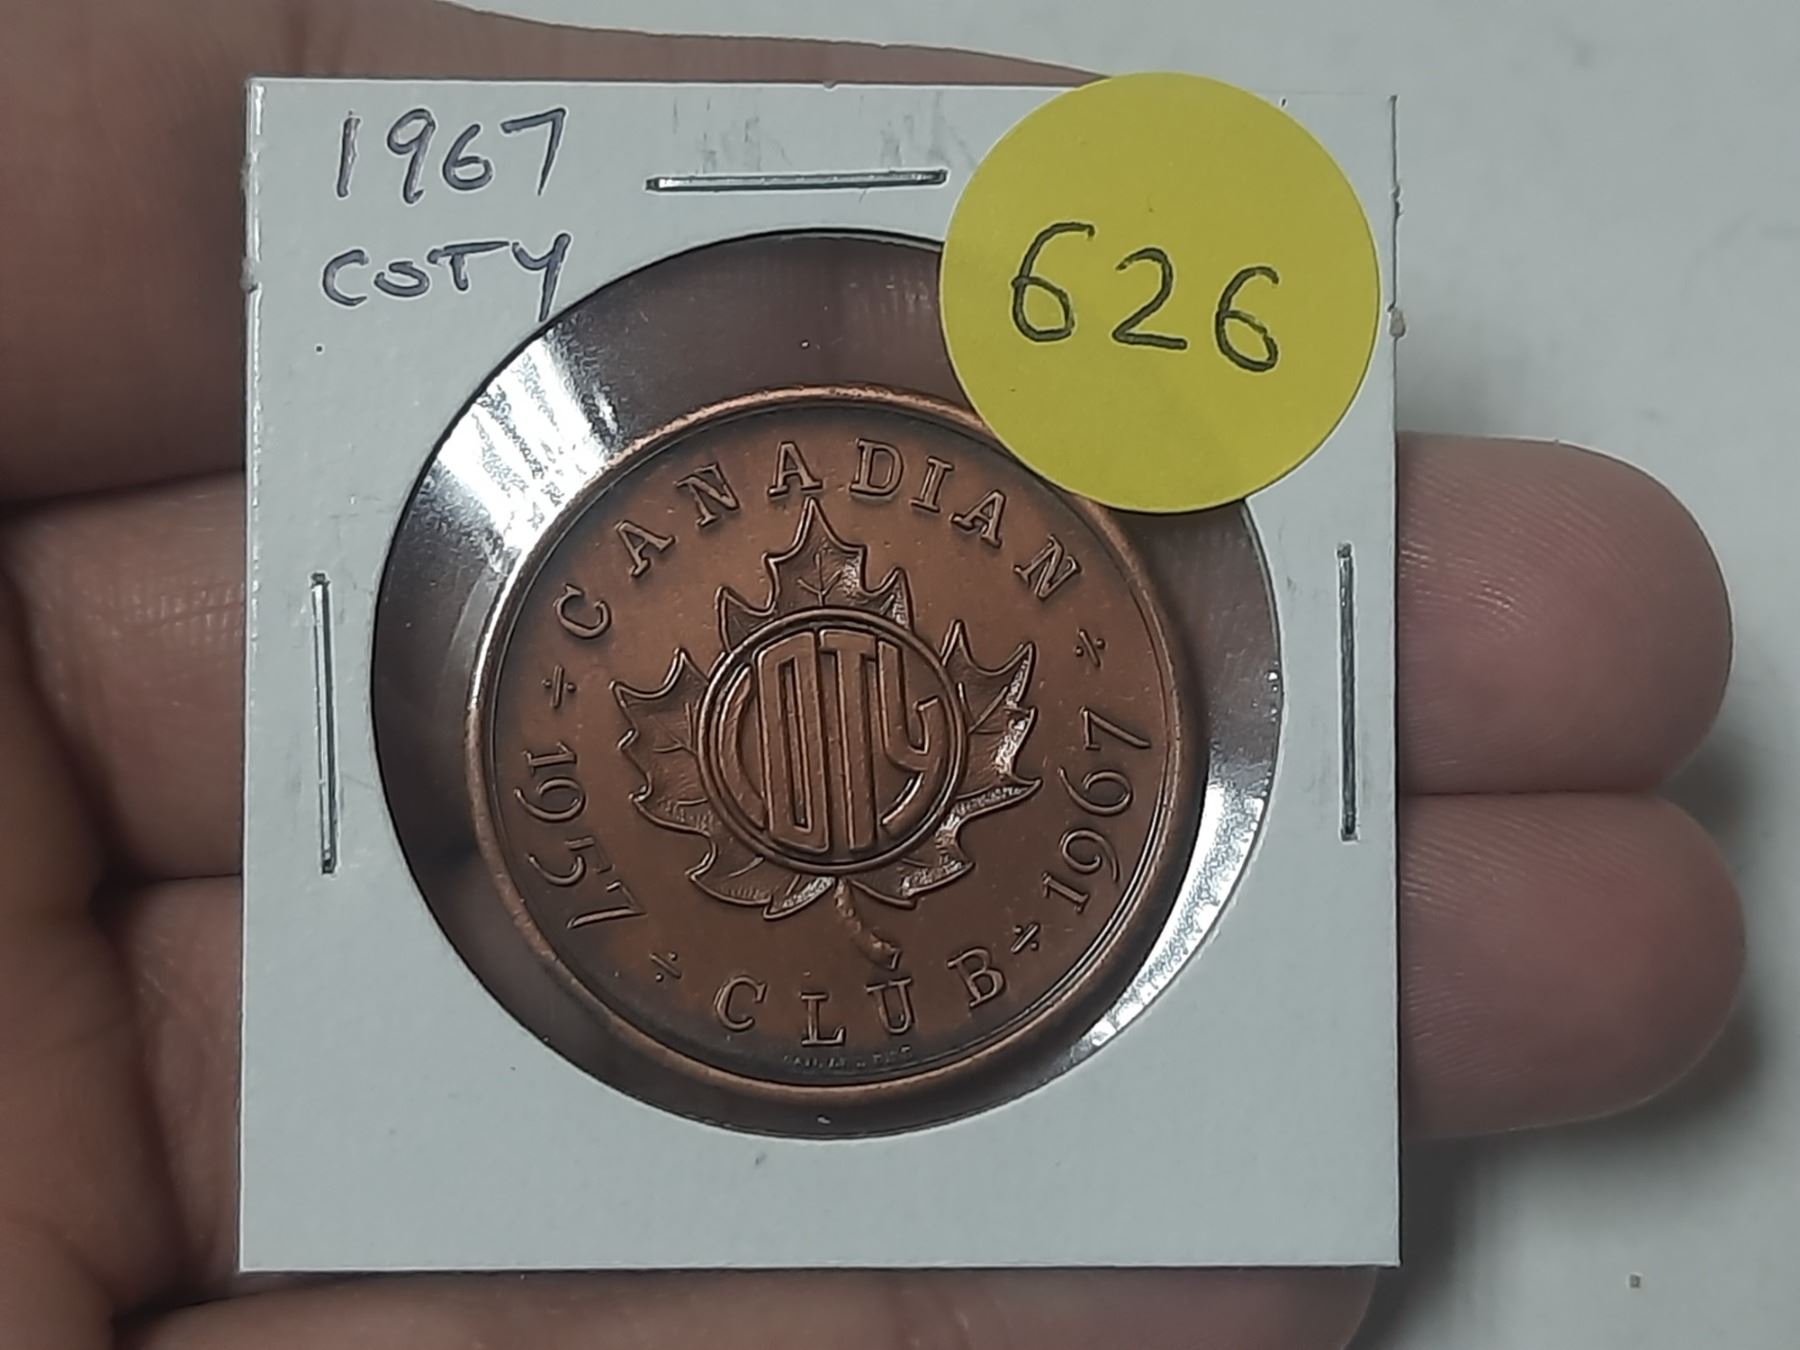 1967
COTY
626
÷ CANADIAN ÷
COTY
1957 ÷ CLUB ÷ 1967